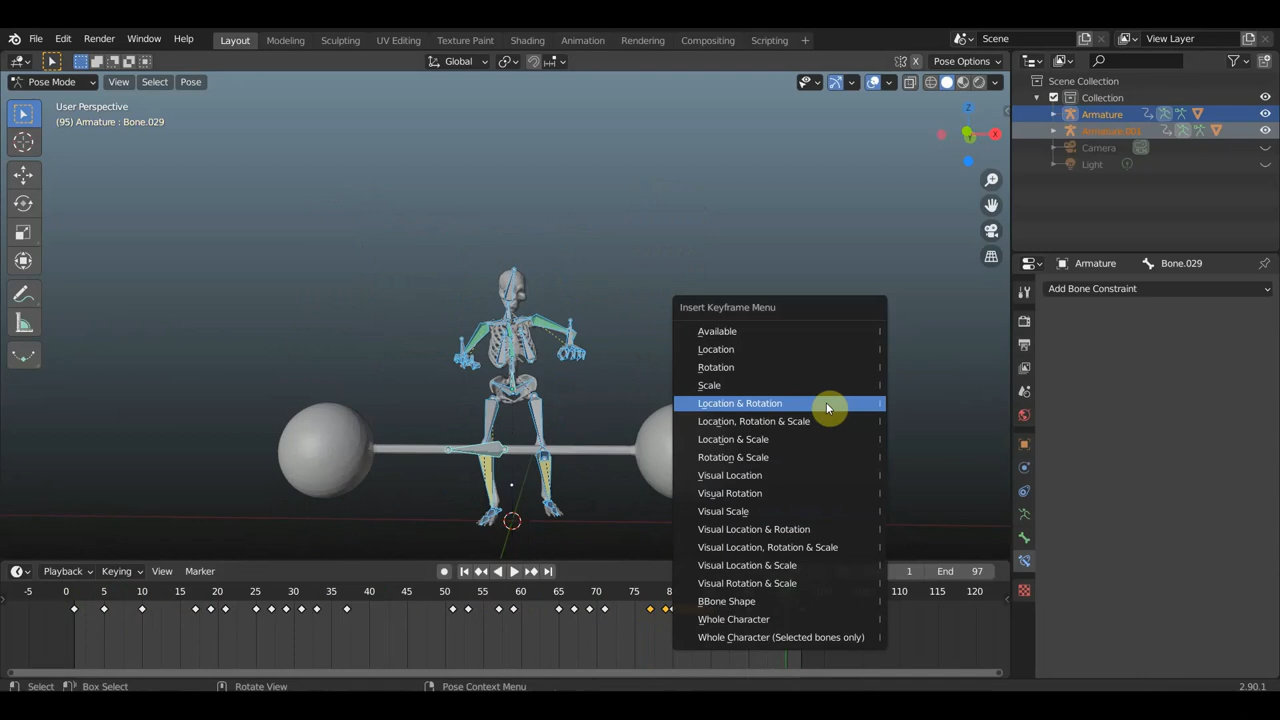 File Edit Render Window Help Layout Modeling Sculpting UV Editing Texture Paint Shading Animation Rendering Compositing Scripting + Scene View Layer
Global Pose Options
Pose Mode View Select Pose
User Perspective
(95) Armature : Bone.029
Scene Collection
Collection
Armature
Armature.001
Camera
Light
Armature Bone.029
Add Bone Constraint
Insert Keyframe Menu
Available I
Location I
Rotation I
Scale I
Location & Rotation I
Location, Rotation & Scale I
Location & Scale I
Rotation & Scale I
Visual Location I
Visual Rotation I
Visual Scale I
Visual Location & Rotation I
Visual Location, Rotation & Scale I
Visual Location & Scale I
Visual Rotation & Scale I
BBone Shape I
Whole Character I
Whole Character (Selected bones only) I
X
Y
Z
Playback Keying View Marker 1 End 97
-5 0 5 10 15 20 25 30 35 40 45 50 55 60 65 70 75 105 110 115 120
Select Box Select Rotate View Pose Context Menu 2.90.1